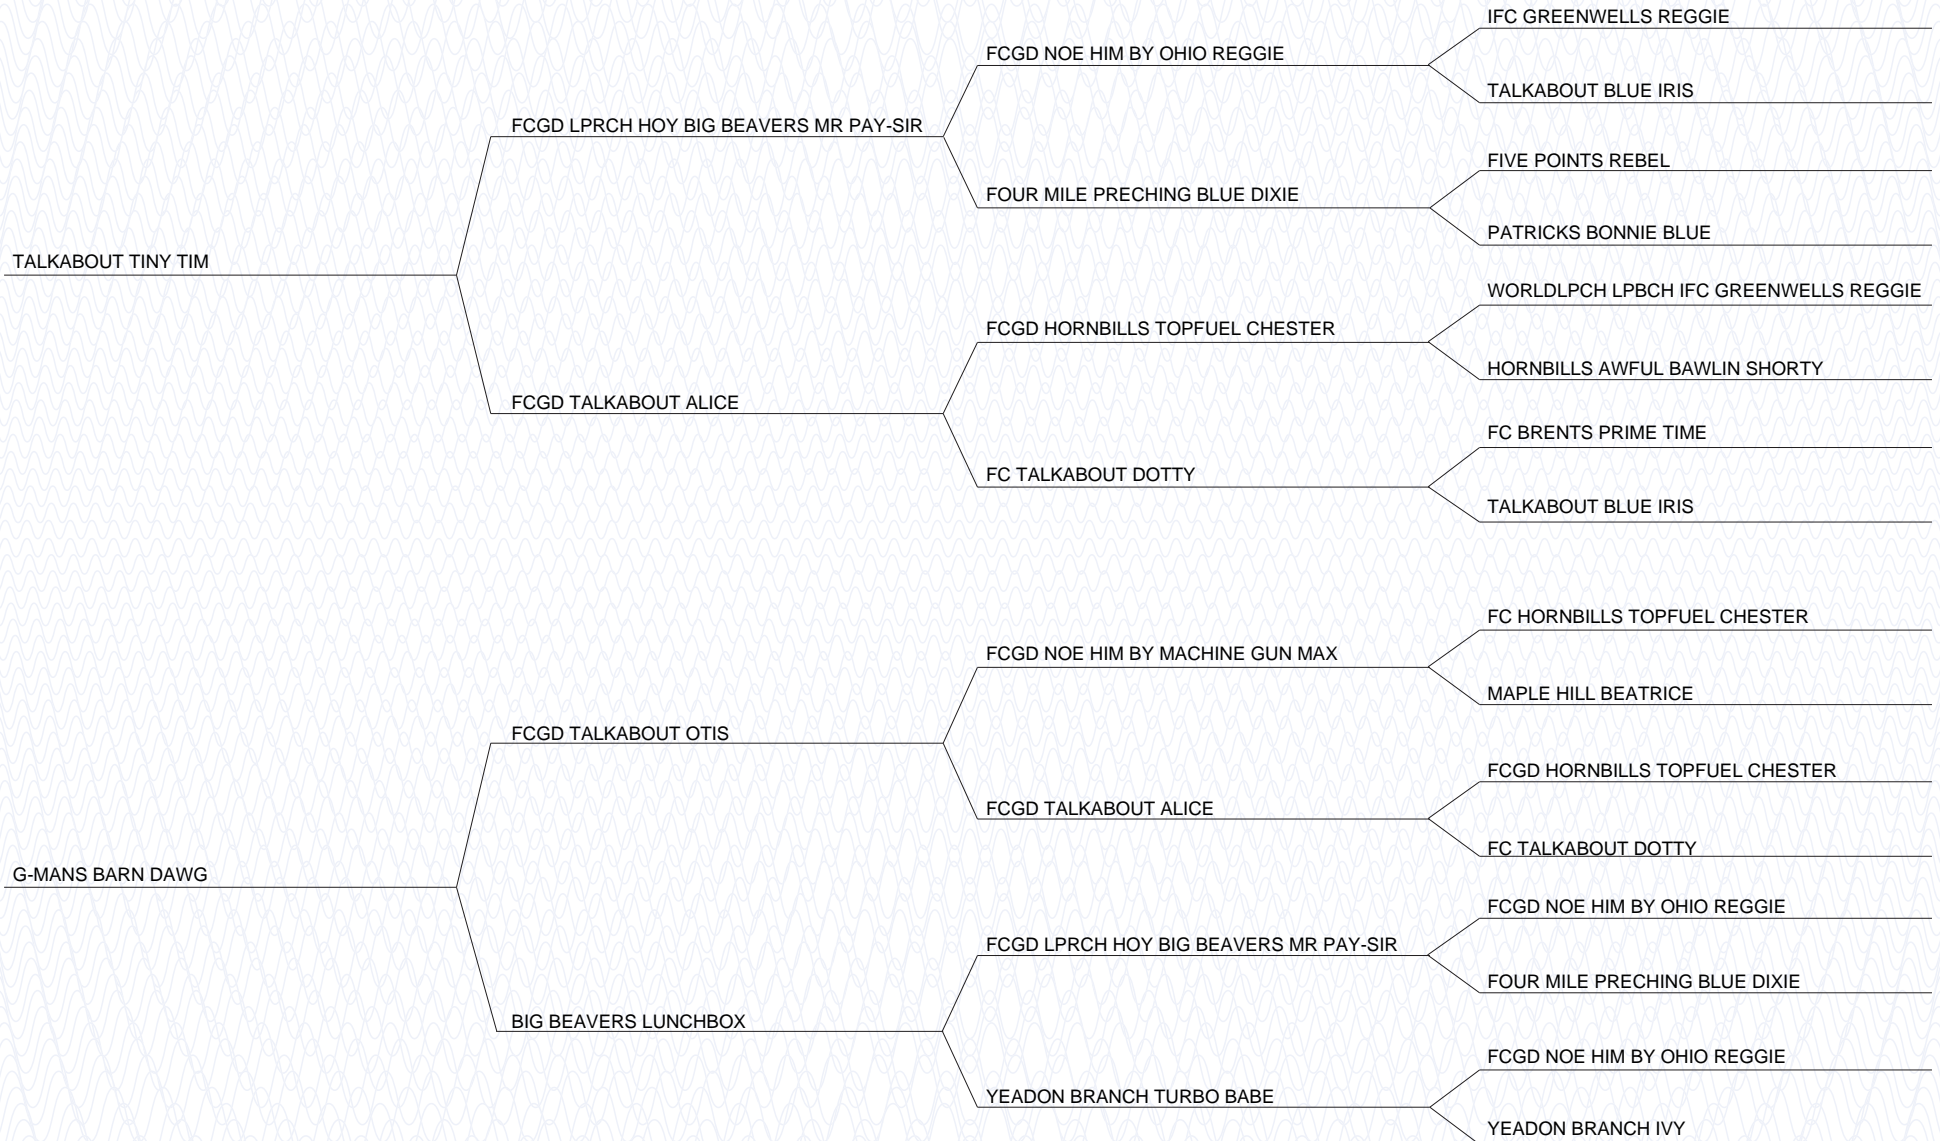 IFC GREENWELLS REGGIE
FCGD NOE HIM BY OHIO REGGIE
TALKABOUT BLUE IRIS
FCGD LPRCH HOY BIG BEAVERS MR PAY-SIR
FIVE POINTS REBEL
FOUR MILE PRECHING BLUE DIXIE
PATRICKS BONNIE BLUE
TALKABOUT TINY TIM
WORLDLPCH LPBCH IFC GREENWELLS REGGIE
FCGD HORNBILLS TOPFUEL CHESTER
HORNBILLS AWFUL BAWLIN SHORTY
FCGD TALKABOUT ALICE
FC BRENTS PRIME TIME
FC TALKABOUT DOTTY
TALKABOUT BLUE IRIS
FC HORNBILLS TOPFUEL CHESTER
FCGD NOE HIM BY MACHINE GUN MAX
MAPLE HILL BEATRICE
FCGD TALKABOUT OTIS
FCGD HORNBILLS TOPFUEL CHESTER
FCGD TALKABOUT ALICE
FC TALKABOUT DOTTY
G-MANS BARN DAWG
FCGD NOE HIM BY OHIO REGGIE
FCGD LPRCH HOY BIG BEAVERS MR PAY-SIR
FOUR MILE PRECHING BLUE DIXIE
BIG BEAVERS LUNCHBOX
FCGD NOE HIM BY OHIO REGGIE
YEADON BRANCH TURBO BABE
YEADON BRANCH IVY